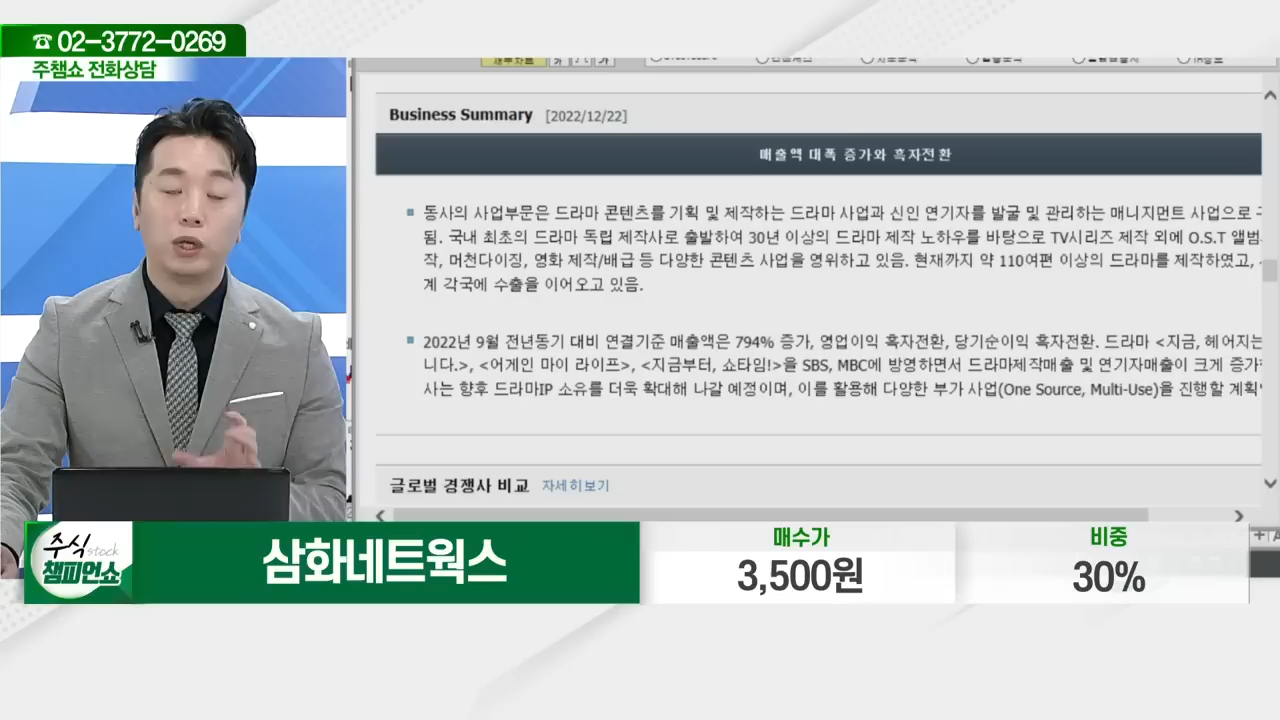 ☎ 02-3772-0269
주챔쇼 전화상담
재무차트
Business Summary [2022/12/22]
매출액 대폭 증가와 흑자전환
동사의 사업부문은 드라마 콘텐츠를 기획 및 제작하는 드라마 사업과 신인 연기자를 발굴 및 관리하는 매니지먼트 사업으로
됨. 국내 최초의 드라마 독립 제작사로 출발하여 30년 이상의 드라마 제작 노하우를 바탕으로 TV시리즈 제작 외에 O.S.T 앨범
작, 머천다이징, 영화 제작/배급 등 다양한 콘텐츠 사업을 영위하고 있음. 현재까지 약 110여편 이상의 드라마를 제작하였고,
계 각국에 수출을 이어오고 있음.
2022년 9월 전년동기 대비 연결기준 매출액은 794% 증가, 영업이익 흑자전환, 당기순이익 흑자전환. 드라마 <지금, 헤어지는
니다.>, <어게인 마이 라이프>, <지금부터, 쇼타임!>을 SBS, MBC에 방영하면서 드라마제작매출 및 연기자매출이 크게 증가
사는 향후 드라마IP 소유를 더욱 확대해 나갈 예정이며, 이를 활용해 다양한 부가 사업(One Source, Multi-Use)을 진행할 계획
글로벌 경쟁사 비교 자세히보기
주식 stock
챔피언쇼
삼화네트웍스
매수가
3,500원
비중
30%